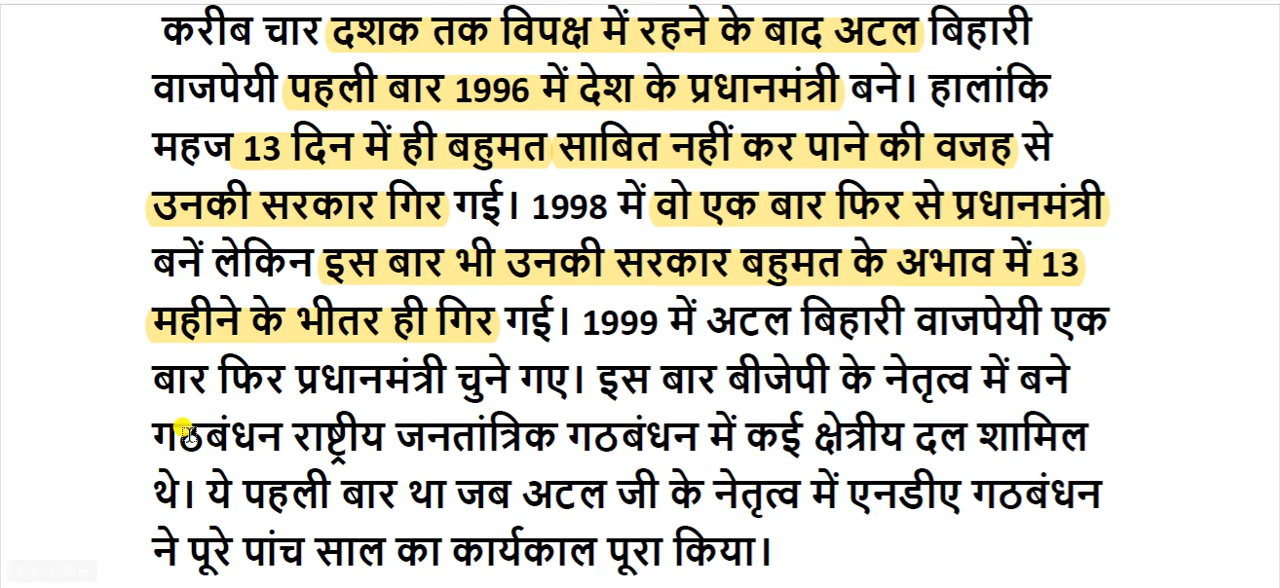 करीब चार दशक तक विपक्ष में रहने के बाद अटल बिहारी
वाजपेयी पहली बार 1996 में देश के प्रधानमंत्री बने। हालांकि
महज 13 दिन में ही बहुमत साबित नहीं कर पाने की वजह से
उनकी सरकार गिर गई। 1998 में वो एक बार फिर से प्रधानमंत्री
बनें लेकिन इस बार भी उनकी सरकार बहुमत के अभाव में 13
महीने के भीतर ही गिर गई। 1999 में अटल बिहारी वाजपेयी एक
बार फिर प्रधानमंत्री चुने गए। इस बार बीजेपी के नेतृत्व में बने
गठबंधन राष्ट्रीय जनतांत्रिक गठबंधन में कई क्षेत्रीय दल शामिल
थे। ये पहली बार था जब अटल जी के नेतृत्व में एनडीए गठबंधन
ने पूरे पांच साल का कार्यकाल पूरा किया।